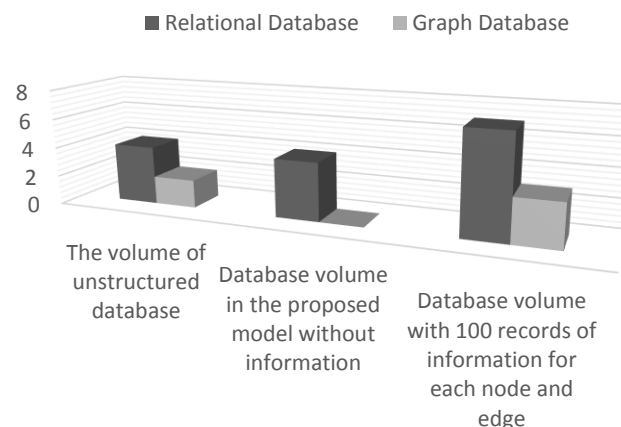 Relational Database Graph Database
8
6
4
2
0
The volume of
unstructured
database
Database volume
in the proposed
model without
information
Database volume
with 100 records of
information for
each node and
edge